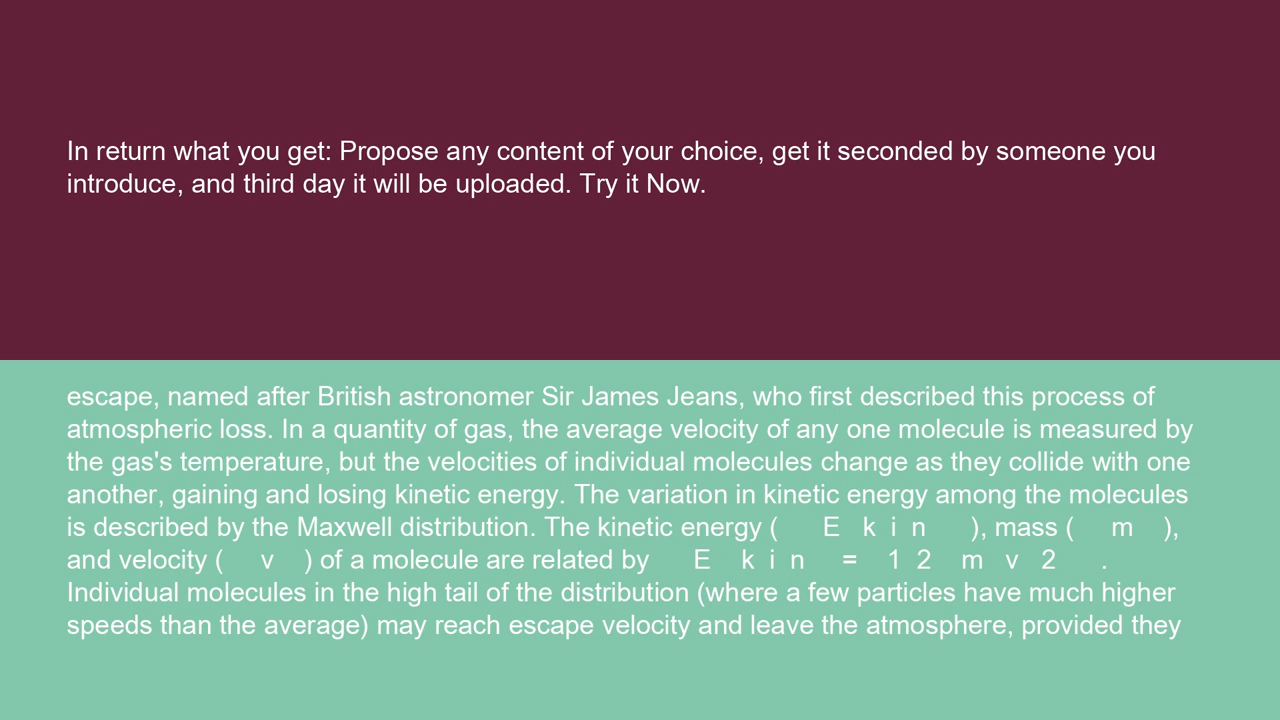 In return what you get: Propose any content of your choice, get it seconded by someone you
introduce, and third day it will be uploaded. Try it Now.
escape, named after British astronomer Sir James Jeans, who first described this process of
atmospheric loss. In a quantity of gas, the average velocity of any one molecule is measured by
the gas's temperature, but the velocities of individual molecules change as they collide with one
another, gaining and losing kinetic energy. The variation in kinetic energy among the molecules
is described by the Maxwell distribution. The kinetic energy ( E k i n ), mass ( m ),
and velocity ( v ) of a molecule are related by E k i n = 1 2 m v 2 .
Individual molecules in the high tail of the distribution (where a few particles have much higher
speeds than the average) may reach escape velocity and leave the atmosphere, provided they